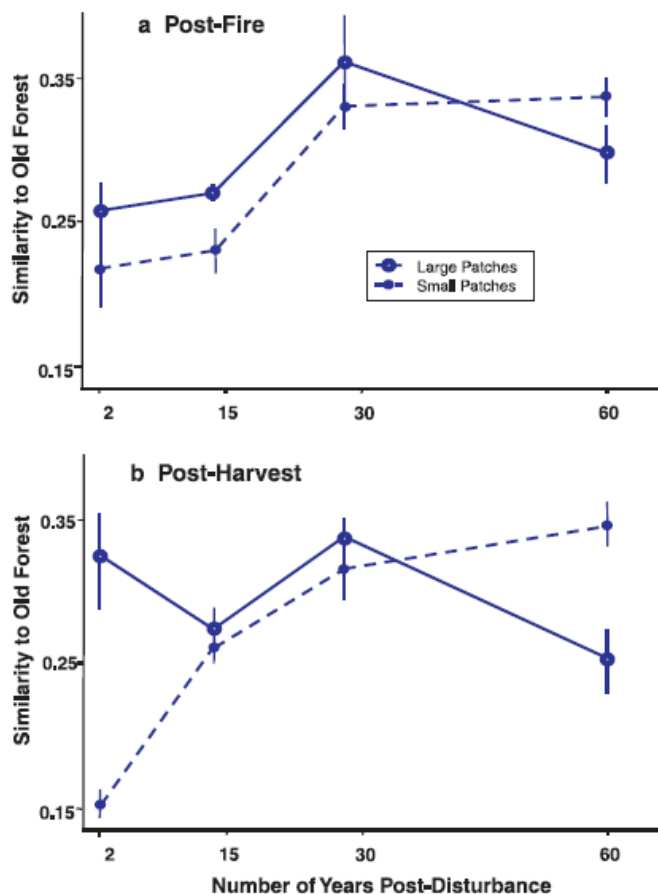 a Post-Fire
Similarity to Old Forest
0.35
0.25
0.15
Large Patches
Small Patches
2 15 30 60
b Post-Harvest
Similarity to Old Forest
0.35
0.25
0.15
2 15 30 60
Number of Years Post-Disturbance